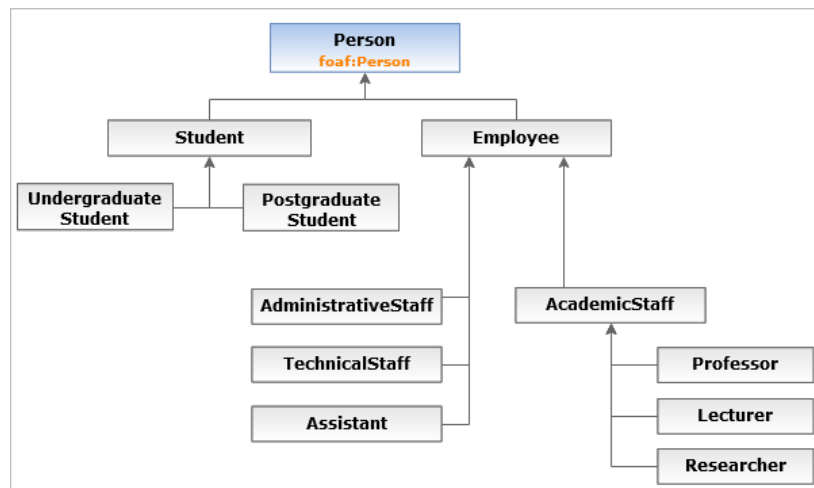 Person
foaf:Person
Student
Employee
Undergraduate
Student
Postgraduate
Student
AdministrativeStaff
AcademicStaff
TechnicalStaff
Professor
Assistant
Lecturer
Researcher